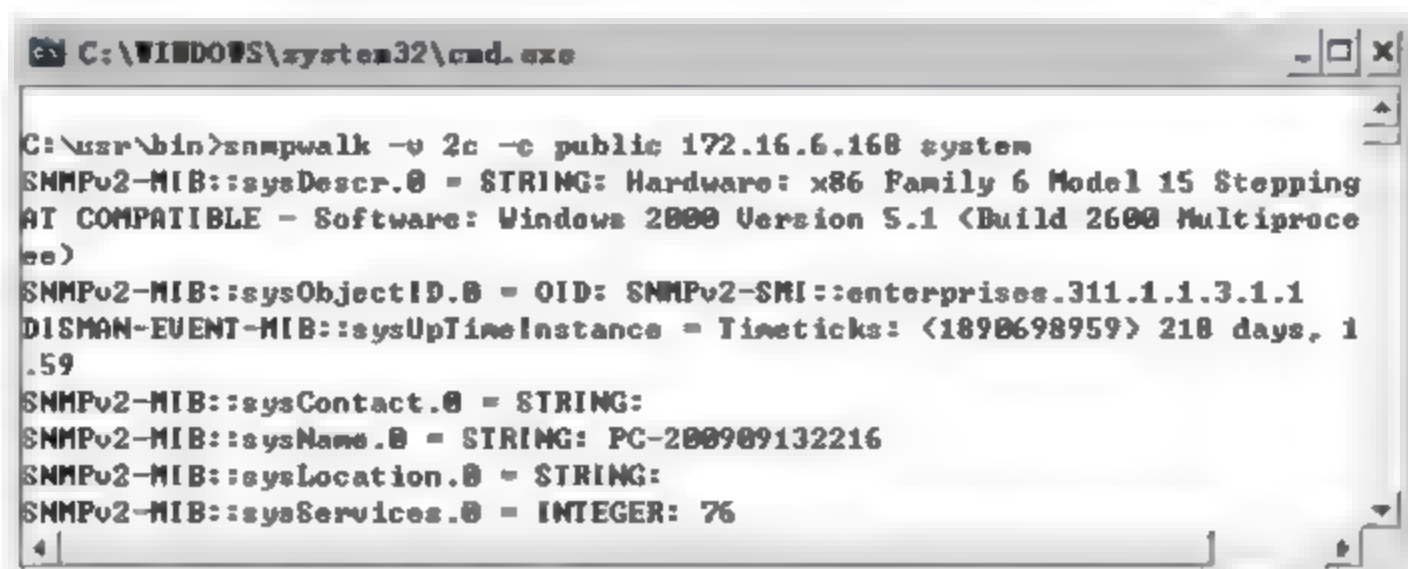 C:\WINDOWS\system32\cmd.exe
C:\usr\bin>snmpwalk -v 2c -c public 172.16.6.168 system
SNMPv2-MIB::sysDescr.0 = STRING: Hardware: x86 Family 6 Model 15 Stepping
AT COMPATIBLE - Software: Windows 2000 Version 5.1 (Build 2600 Multiproce
ee)
SNMPv2-MIB::sysObjectID.0 = OID: SNMPv2-SMI::enterprises.311.1.1.3.1.1
DISMAN-EVENT-MIB::sysUpTimeInstance = Timeticks: (1890698959) 218 days, 1
.59
SNMPv2-MIB::sysContact.0 = STRING:
SNMPv2-MIB::sysName.0 = STRING: PC-200909132216
SNMPv2-MIB::sysLocation.0 = STRING:
SNMPv2-MIB::sysServices.0 = INTEGER: 76